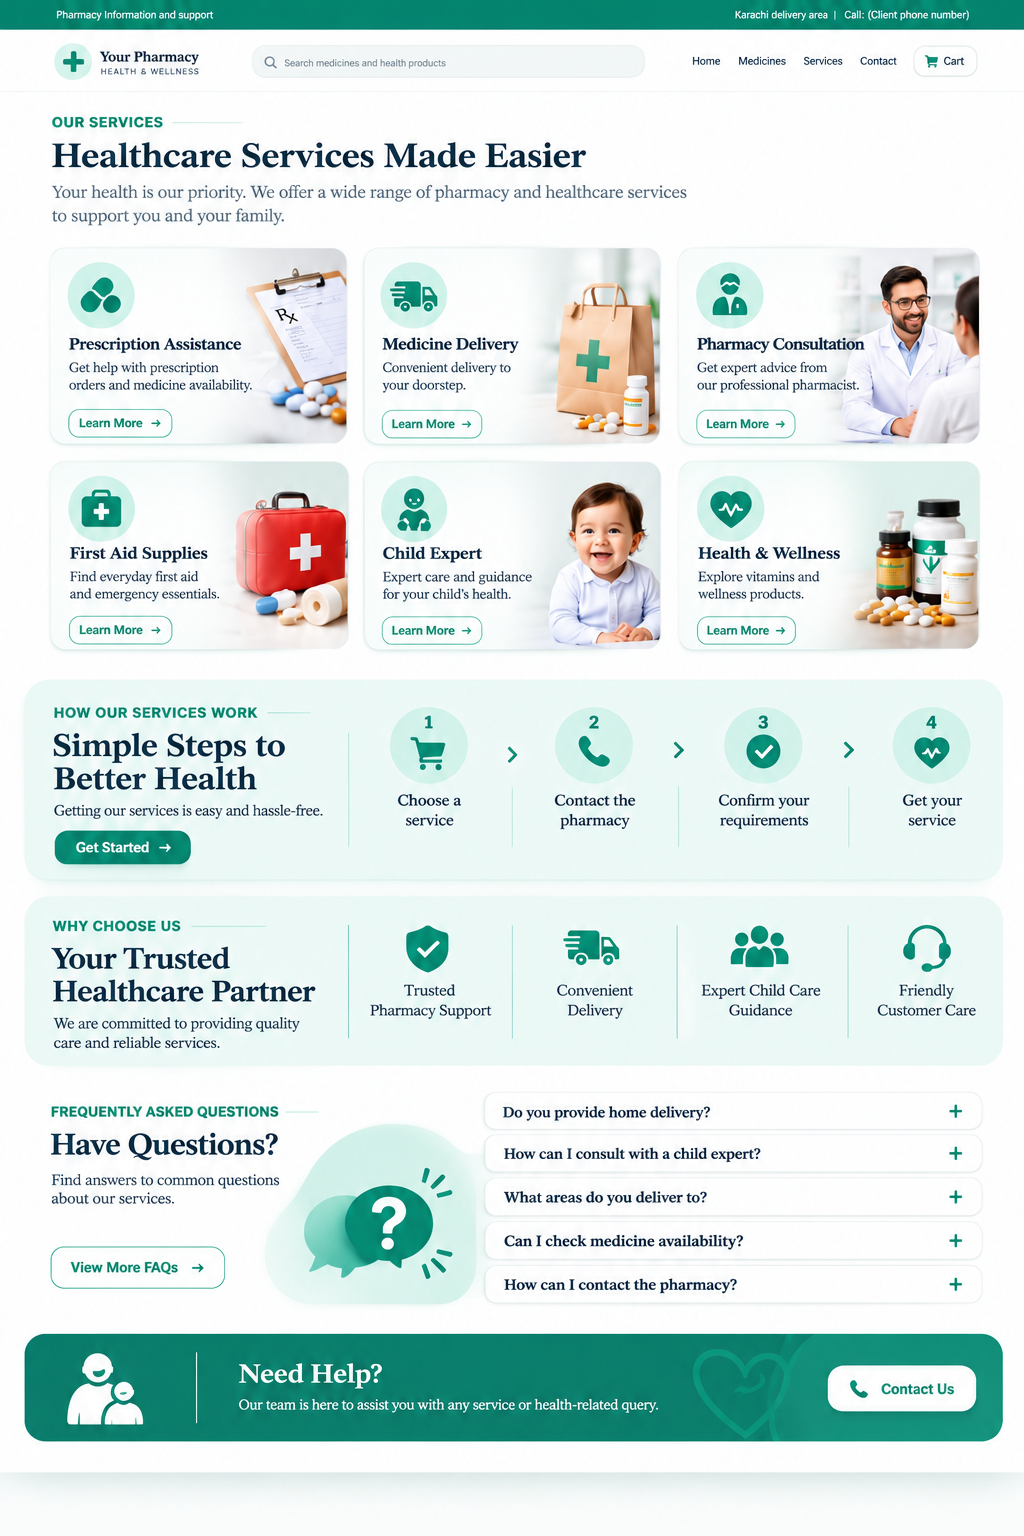 Pharmacy Information and support
Karachi delivery area | Call: (Client phone number)
Your Pharmacy
HEALTH & WELLNESS
Search medicines and health products
Home
Medicines
Services
Contact
Cart
OUR SERVICES
Healthcare Services Made Easier
Your health is our priority. We offer a wide range of pharmacy and healthcare services
to support you and your family.
Rx
Prescription Assistance
Get help with prescription
orders and medicine availability.
Learn More →
Medicine Delivery
Convenient delivery to
your doorstep.
Learn More →
Pharmacy Consultation
Get expert advice from
our professional pharmacist.
Learn More →
First Aid Supplies
Find everyday first aid
and emergency essentials.
Learn More →
Child Expert
Expert care and guidance
for your child's health.
Learn More →
Health & Wellness
Explore vitamins and
wellness products.
Learn More →
HOW OUR SERVICES WORK
Simple Steps to
Better Health
Getting our services is easy and hassle-free.
Get Started →
1
Choose a
service
2
Contact the
pharmacy
3
Confirm your
requirements
4
Get your
service
WHY CHOOSE US
Your Trusted
Healthcare Partner
We are committed to providing quality
care and reliable services.
Trusted
Pharmacy Support
Convenient
Delivery
Expert Child Care
Guidance
Friendly
Customer Care
FREQUENTLY ASKED QUESTIONS
Have Questions?
Find answers to common questions
about our services.
View More FAQs →
?
Do you provide home delivery? +
How can I consult with a child expert? +
What areas do you deliver to? +
Can I check medicine availability? +
How can I contact the pharmacy? +
Need Help?
Our team is here to assist you with any service or health-related query.
Contact Us